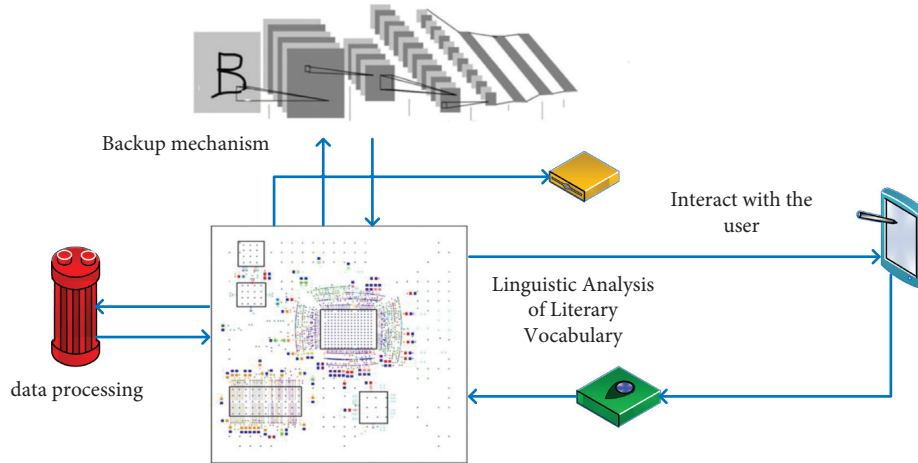 B
Backup mechanism
Interact with the
user
Linguistic Analysis
of Literary
Vocabulary
data processing